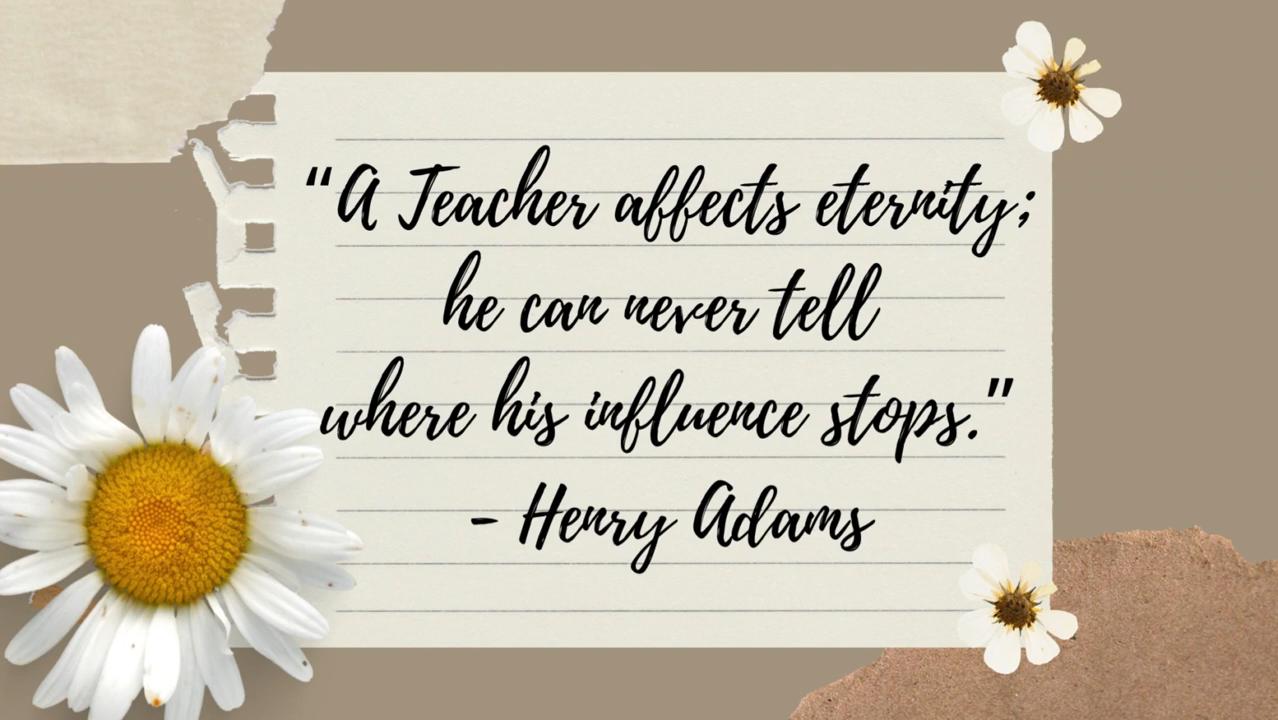 "A Teacher affects eternity;
he can never tell
where his influence stops."
- Henry Adams